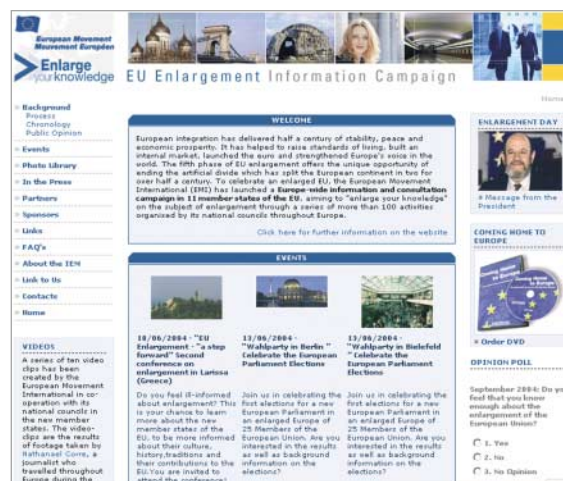 European Movement
Mouvement Européen
Enlarge
your knowledge
EU Enlargement Information Campaign
Home
Background
Process
Chronology
Public Opinion
Events
Photo Library
In the Press
Partners
Sponsors
Links
FAQ's
About the IEM
Link to Us
Contacts
Home
VIDEOS
A series of ten video
clips has been
created by the
European Movement
International in co-
operation with its
national councils in
the new member
states. The video-
clips are the results
of footage taken by
Nathanael Corre, a
journalist who
travelled throughout
Europe during the
WELCOME
European integration has delivered half a century of stability, peace and
economic prosperity. It has helped to raise standards of living, built an
internal market, launched the euro and strengthened Europe's voice in the
world. The fifth phase of EU enlargement offers the unique opportunity of
ending the artificial divide which has split the European continent in two for
over half a century. To celebrate an enlarged EU, the European Movement
International (EMI) has launched a Europe-wide information and consultation
campaign in 11 member states of the EU, aiming to "enlarge your knowledge"
on the subject of enlargement through a series of more than 100 activities
organised by its national councils throughout Europe.
Click here for further information on the website
EVENTS
18/06/2004 - "EU
Enlargement - "a step
forward" Second
conference on
enlargement in Larissa
(Greece)
Do you feel ill-informed
about enlargement? This
is your chance to learn
more about the new
member states of the
EU, to be more informed
about their culture,
history,traditions and
their contributions to the
EU.You are invited to
attend the conference!
13/06/2004 -
"Wahlparty in Berlin "
Celebrate the European
Parliament Elections
Join us in celebrating the
first elections for a new
European Parliament in
an enlarged Europe of
25 Members of the
European Union. Are you
interested in the results
as well as background
information on the
elections?
13/06/2004 -
"Wahlparty in Bielefeld
" Celebrate the
European Parliament
Elections
Join us in celebrating the
first elections for a new
European Parliament in
an enlarged Europe of
25 Members of the
European Union. Are you
interested in the results
as well as background
information on the
elections?
ENLARGEMENT DAY
Message from the
President
COMING HOME TO
EUROPE
Order DVD
OPINION POLL
September 2004: Do you
feel that you know
enough about the
enlargement of the
European Union?
1. Yes
2. No
3. No Opinion